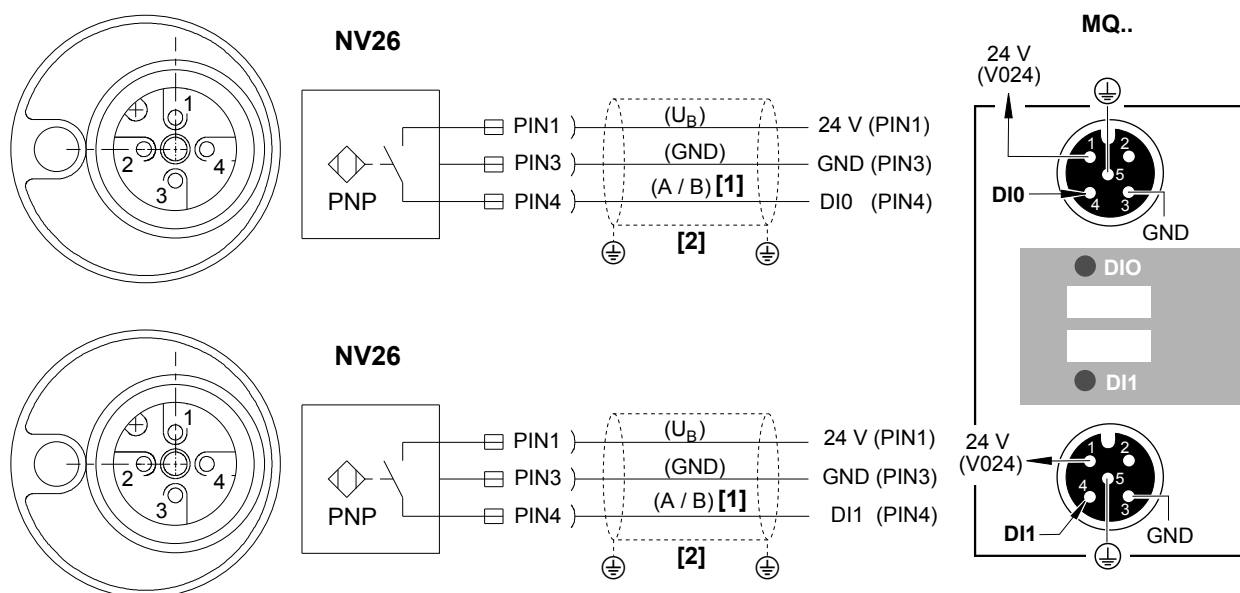 NV26
1
2
4
3
PNP
PIN1
PIN3
PIN4
(UB)
(GND)
(A / B) [1]
[2]
24 V (PIN1)
GND (PIN3)
DI0 (PIN4)
MQ..
24 V
(V024)
1
2
5
4
3
DI0
GND
DIO
DI1
NV26
1
2
4
3
PNP
PIN1
PIN3
PIN4
(UB)
(GND)
(A / B) [1]
[2]
24 V (PIN1)
GND (PIN3)
DI1 (PIN4)
24 V
(V024)
1
2
5
4
3
DI1
GND